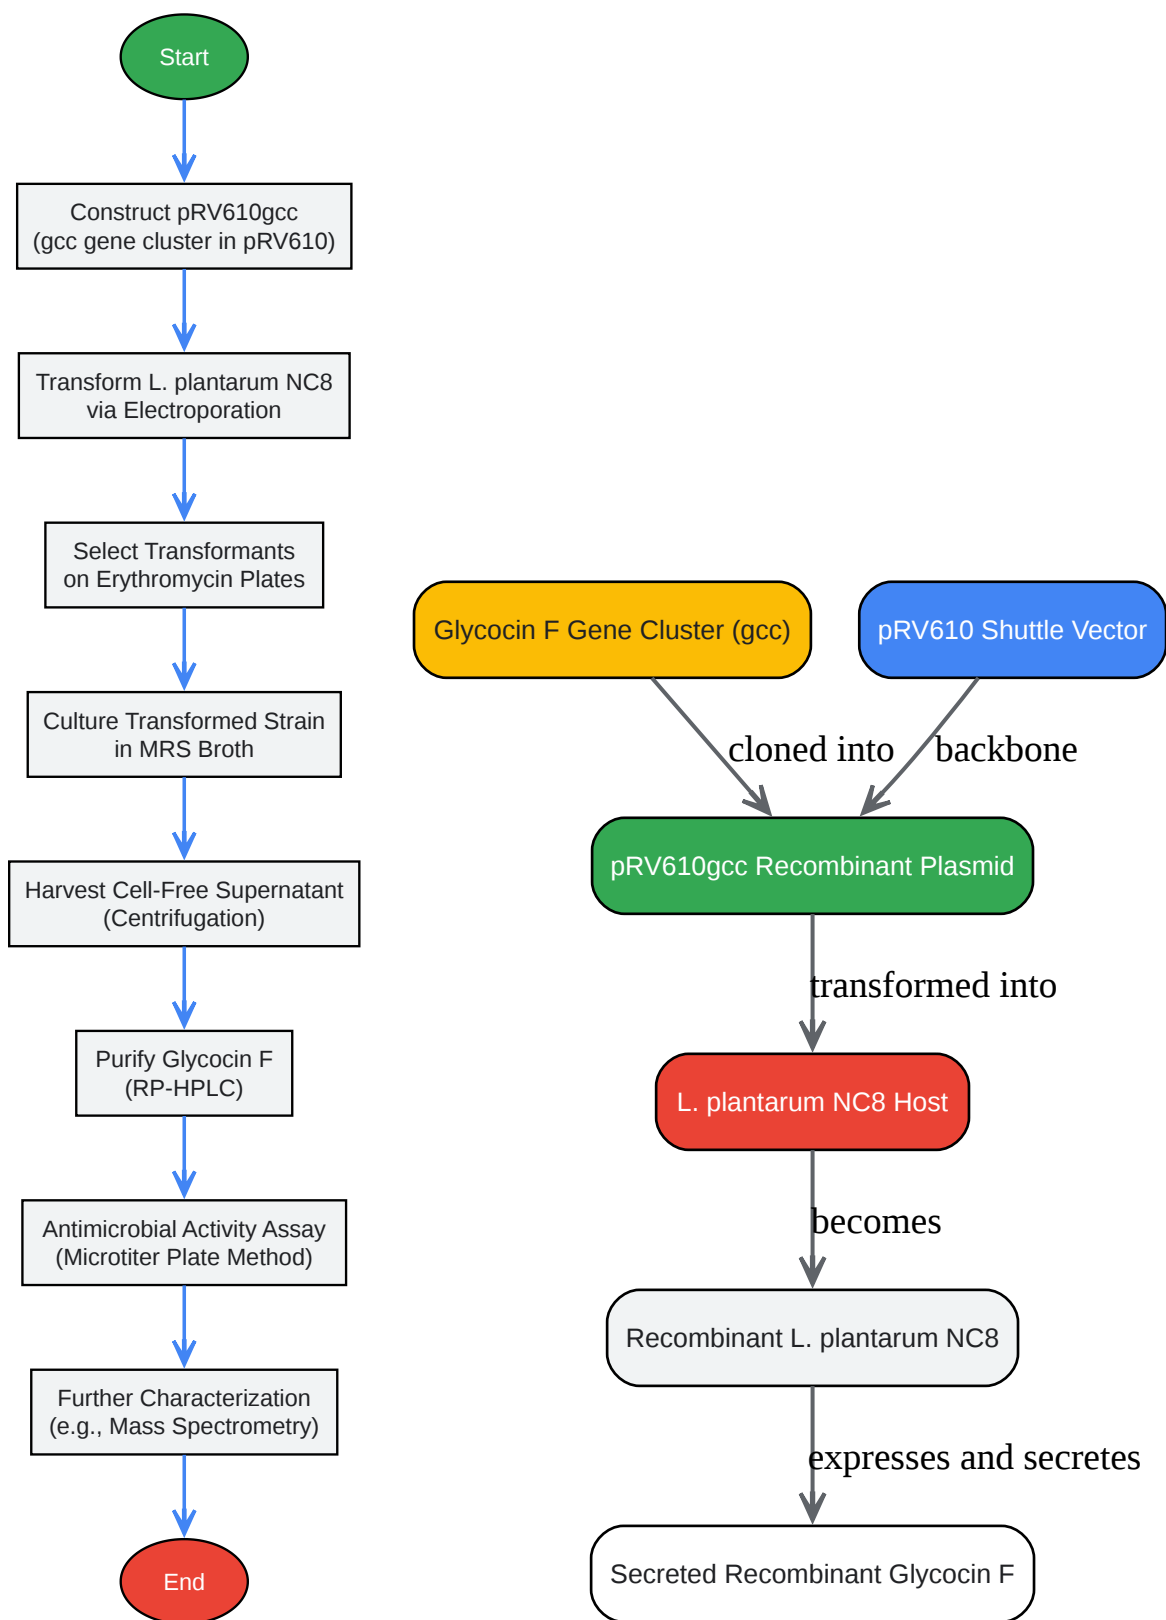 Start
Construct pRV610gcc
(gcc gene cluster in pRV610)
Transform L. plantarum NC8
via Electroporation
Select Transformants
on Erythromycin Plates
Culture Transformed Strain
in MRS Broth
Harvest Cell-Free Supernatant
(Centrifugation)
Purify Glycocin F
(RP-HPLC)
Antimicrobial Activity Assay
(Microtiter Plate Method)
Further Characterization
(e.g., Mass Spectrometry)
End
Glycocin F Gene Cluster (gcc)
pRV610 Shuttle Vector
cloned into
backbone
pRV610gcc Recombinant Plasmid
transformed into
L. plantarum NC8 Host
becomes
Recombinant L. plantarum NC8
expresses and secretes
Secreted Recombinant Glycocin F